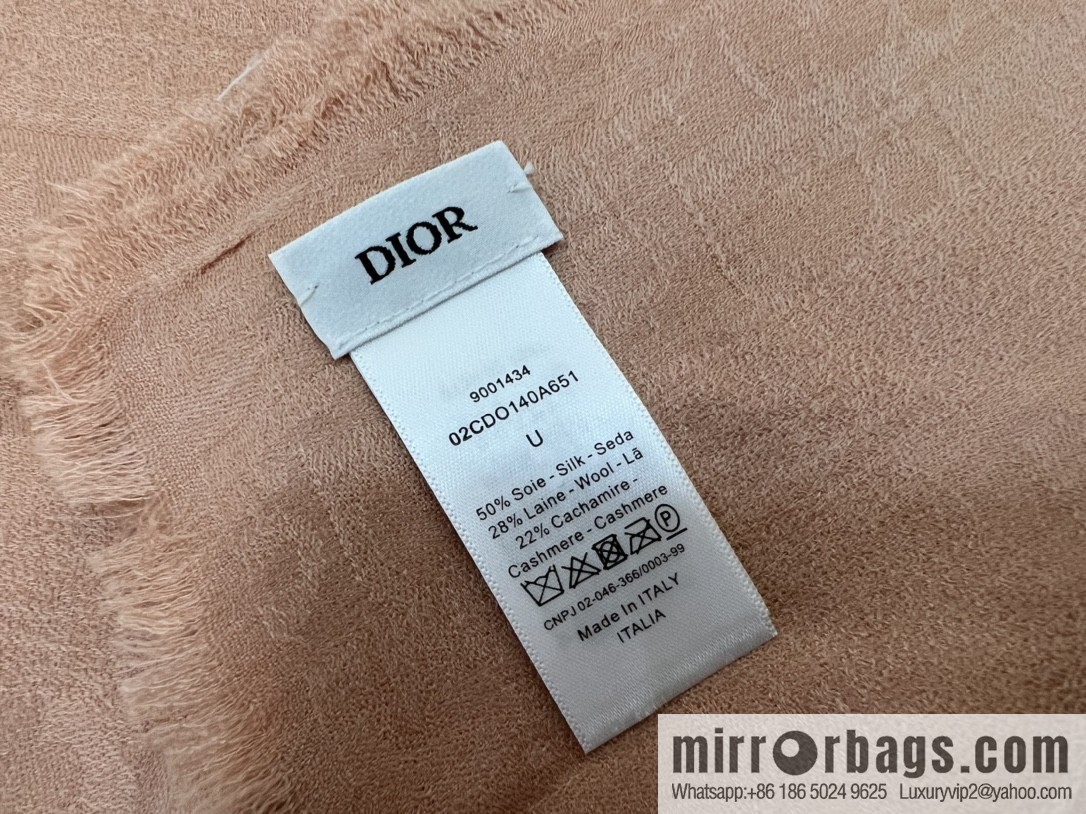 DIOR
9001434
02CDO140A651
U
50% Soie - Silk - Seda
28% Laine - Wool - Lã
22% Cachamire -
Cashmere - Cashmere
P
CNPJ 02-046-366/0003-99
Made In ITALY
ITALIA
mirrorbags.com
Whatsapp:+86 186 5024 9625 Luxuryvip2@yahoo.com